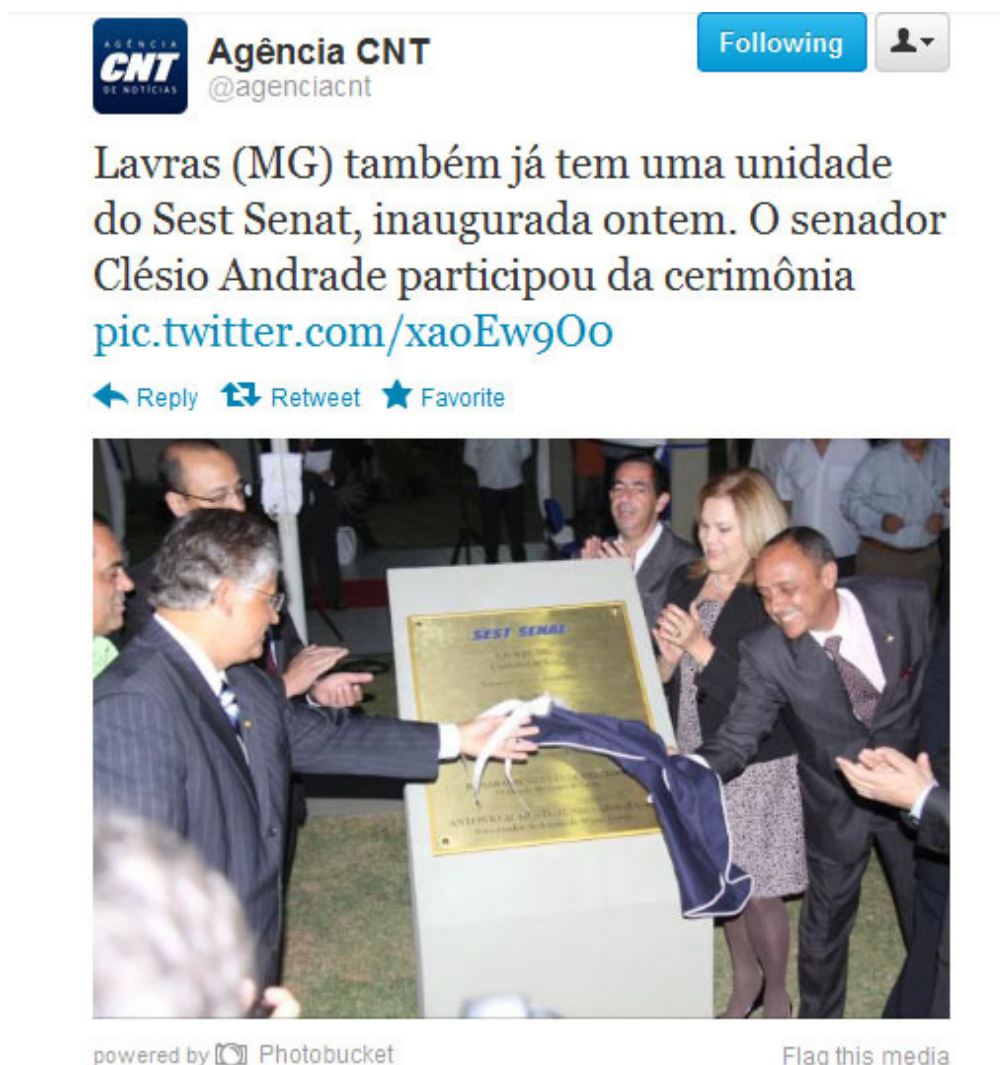 AGÊNCIA
CNT
DE NOTÍCIAS
Agência CNT
@agenciacnt
Following
Lavras (MG) também já tem uma unidade
do Sest Senat, inaugurada ontem. O senador
Clésio Andrade participou da cerimônia
pic.twitter.com/xaoEw9Oo
Reply Retweet Favorite
SEST SENAT
powered by Photobucket
Flag this media